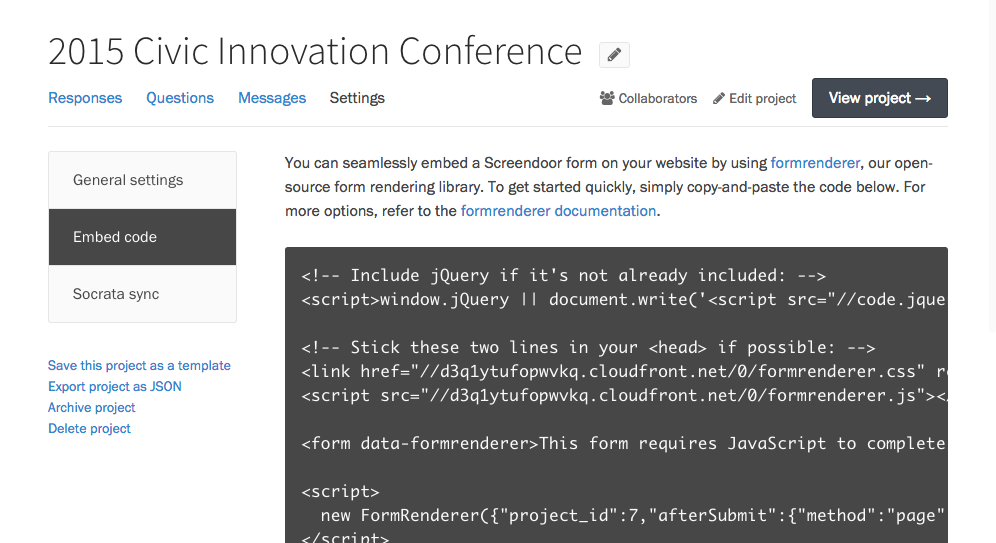 2015 Civic Innovation Conference
Responses Questions Messages Settings Collaborators Edit project View project →
General settings
Embed code
Socrata sync
Save this project as a template
Export project as JSON
Archive project
Delete project
You can seamlessly embed a Screendoor form on your website by using formrenderer, our open-
source form rendering library. To get started quickly, simply copy-and-paste the code below. For
more options, refer to the formrenderer documentation.
<!-- Include jQuery if it's not already included: -->
<script>window.jQuery || document.write('<script src="//code.jque
<!-- Stick these two lines in your <head> if possible: -->
<link href="//d3q1ytufopwvkq.cloudfront.net/0/formrenderer.css" r
<script src="//d3q1ytufopwvkq.cloudfront.net/0/formrenderer.js"><
<form data-formrenderer>This form requires JavaScript to complete
<script>
new FormRenderer({"project_id":7,"afterSubmit":{"method":"page"
</script>